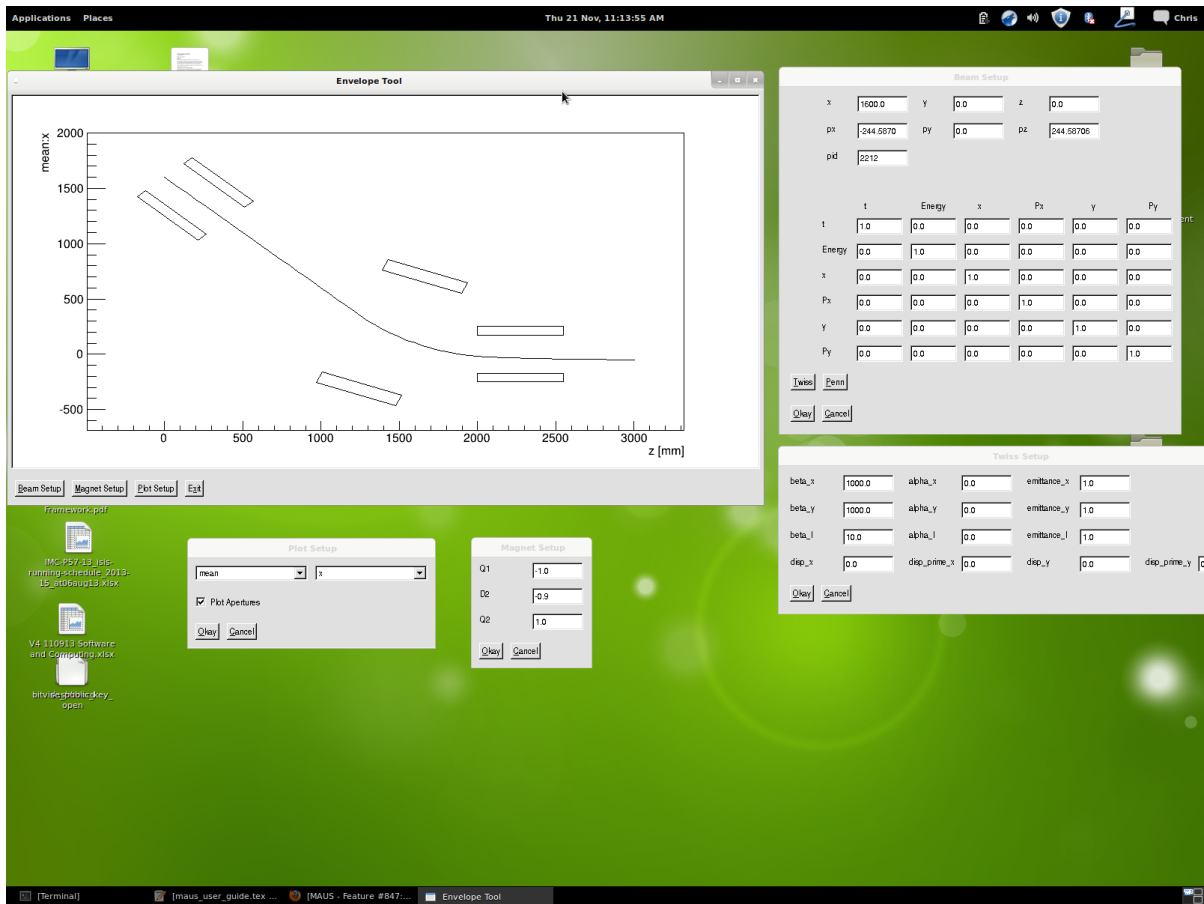 Applications Places Thu 21 Nov, 11:13:55 AM Chris
Envelope Tool
mean:x
2000
1500
1000
500
0
-500
0 500 1000 1500 2000 2500 3000
z [mm]
Beam Setup Magnet Setup Plot Setup Exit
Beam Setup
x 1600.0 y 0.0 z 0.0
px -244.5870 py 0.0 pz 244.58706
pid 2212
t Energy x Px y Py
t 1.0 0.0 0.0 0.0 0.0 0.0
Energy 0.0 1.0 0.0 0.0 0.0 0.0
x 0.0 0.0 1.0 0.0 0.0 0.0
Px 0.0 0.0 0.0 1.0 0.0 0.0
y 0.0 0.0 0.0 0.0 1.0 0.0
Py 0.0 0.0 0.0 0.0 0.0 1.0
Twiss Penn
Okay Cancel
ent
Twiss Setup
beta_x 1000.0 alpha_x 0.0 emittance_x 1.0
beta_y 1000.0 alpha_y 0.0 emittance_y 1.0
beta_l 10.0 alpha_l 0.0 emittance_l 1.0
disp_x 0.0 disp_prime_x 0.0 disp_y 0.0 disp_prime_y
Okay Cancel
Framework.pdf
IMC-P57-13_isis-
running-schedule_2013-
15_at06aug13.xlsx
V4 110913 Software
and Computing.xlsx
open
Plot Setup
mean x
Plot Apertures
Okay Cancel
Magnet Setup
Q1 -1.0
D2 -0.9
Q2 1.0
Okay Cancel
[Terminal] [maus_user_guide.tex ... [MAUS - Feature #847:... Envelope Tool